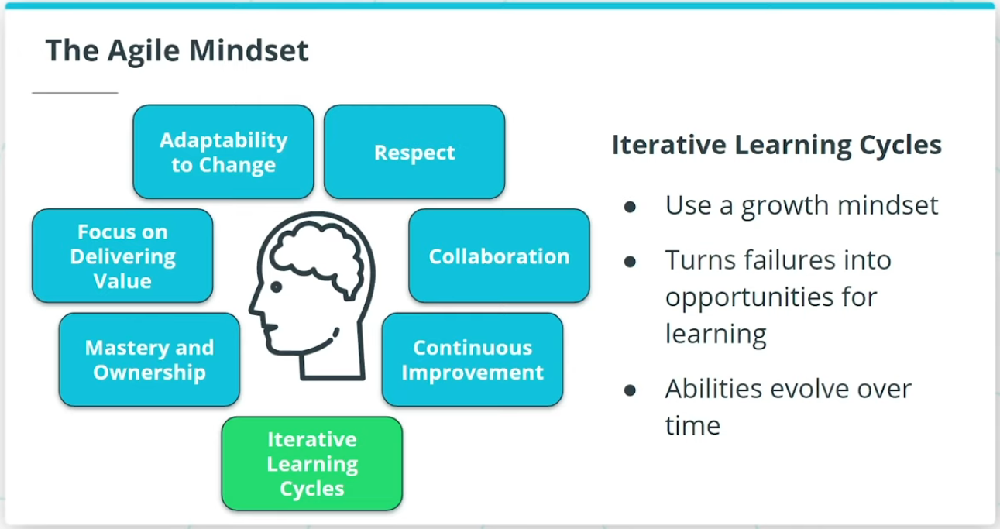 The Agile Mindset
Adaptability
to Change
Respect
Focus on
Delivering
Value
Collaboration
Mastery and
Ownership
Continuous
Improvement
Iterative
Learning
Cycles
Iterative Learning Cycles
● Use a growth mindset
● Turns failures into
opportunities for
learning
● Abilities evolve over
time